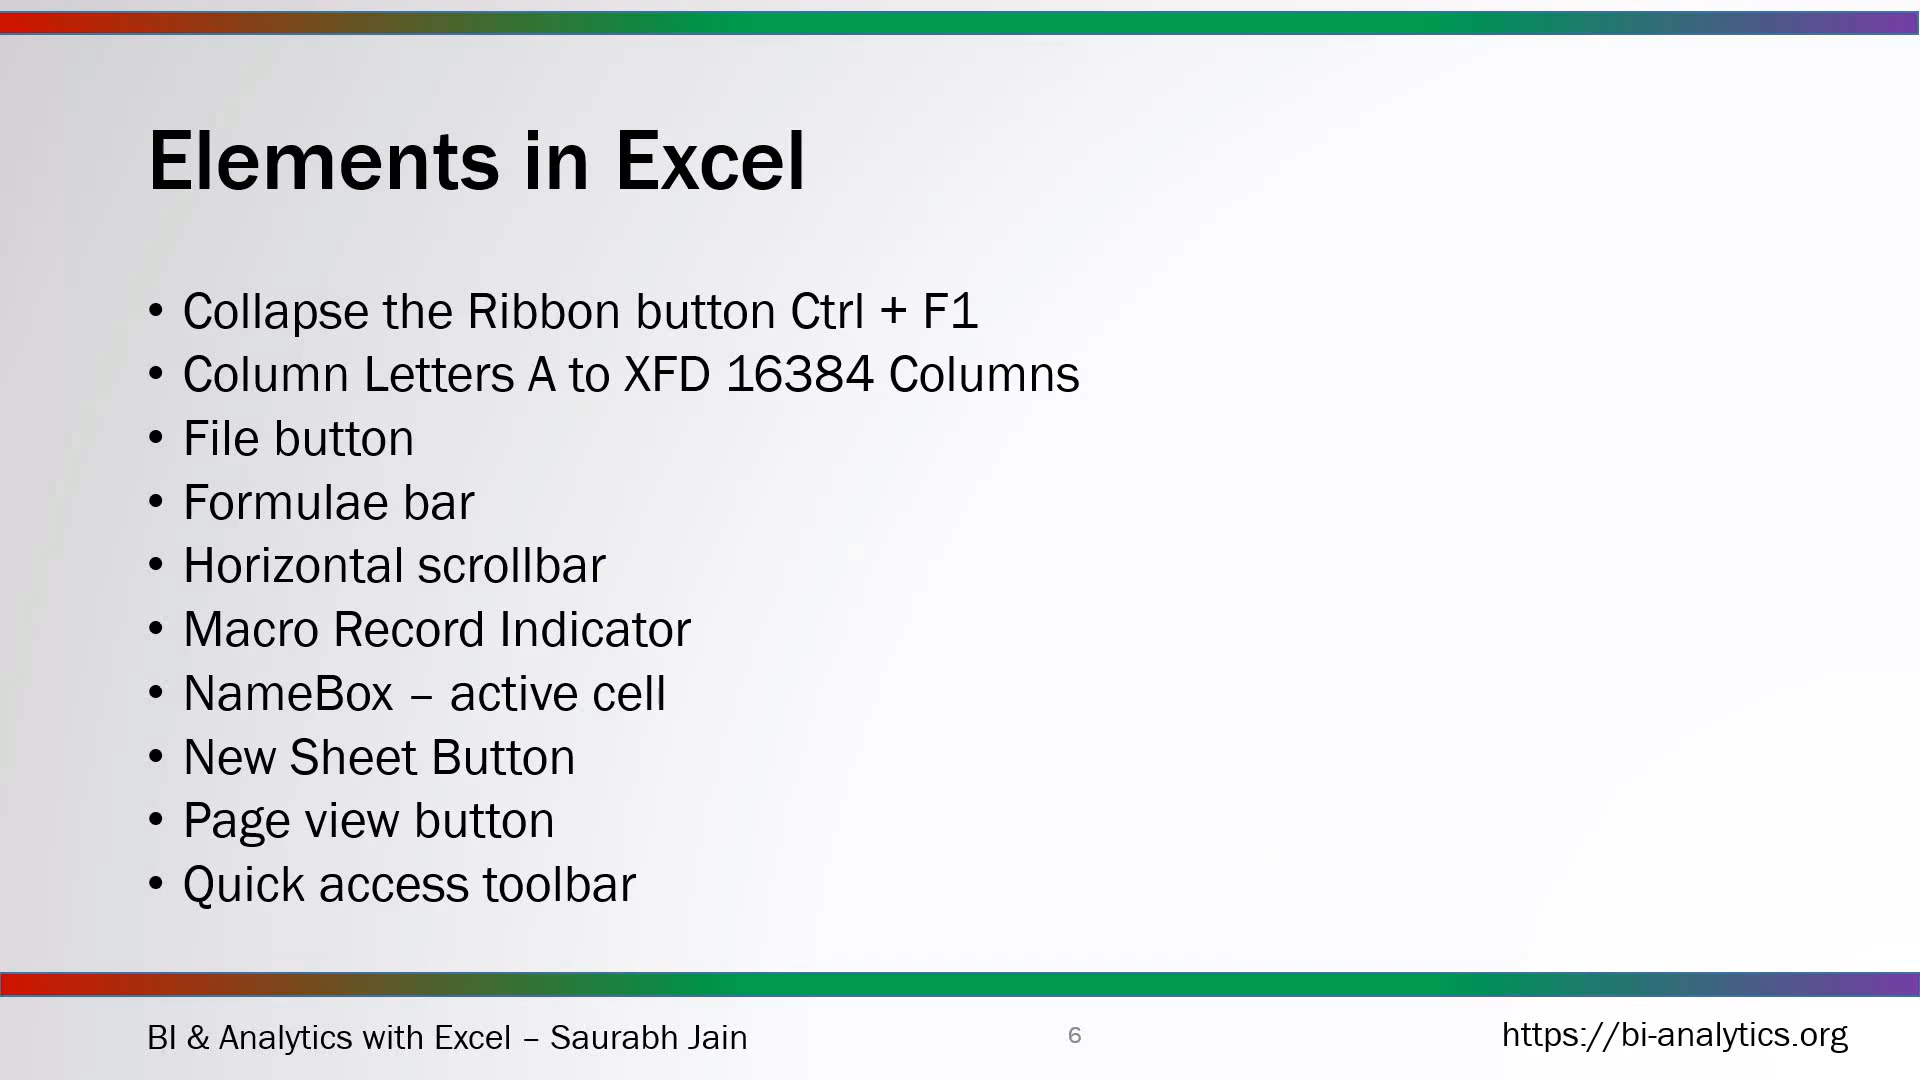 Elements in Excel
• Collapse the Ribbon button Ctrl + F1
• Column Letters A to XFD 16384 Columns
• File button
• Formulae bar
• Horizontal scrollbar
• Macro Record Indicator
• NameBox – active cell
• New Sheet Button
• Page view button
• Quick access toolbar
BI & Analytics with Excel – Saurabh Jain
6
https://bi-analytics.org